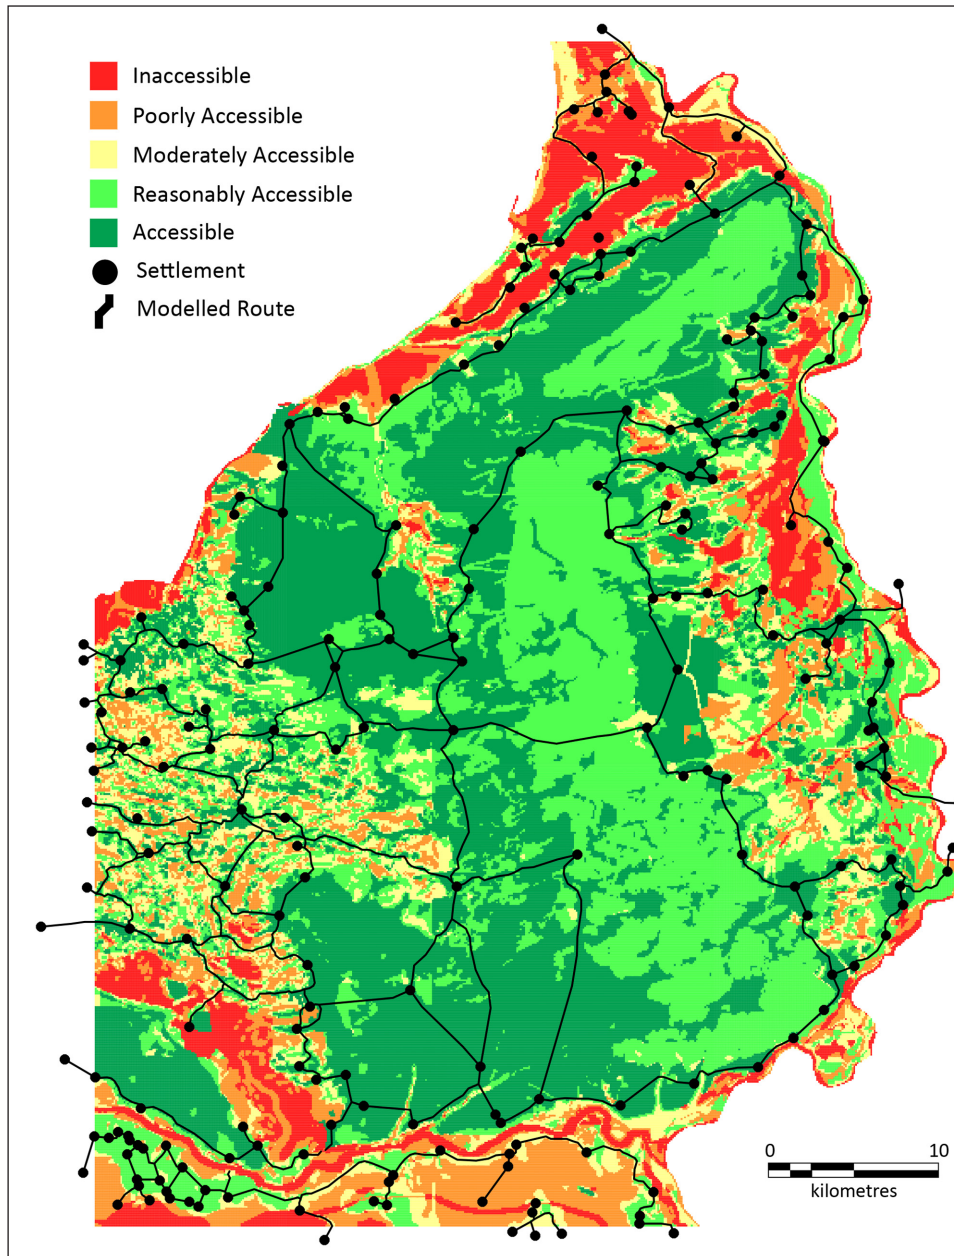 Inaccessible
Poorly Accessible
Moderately Accessible
Reasonably Accessible
Accessible
Settlement
Modelled Route
0 10
kilometres